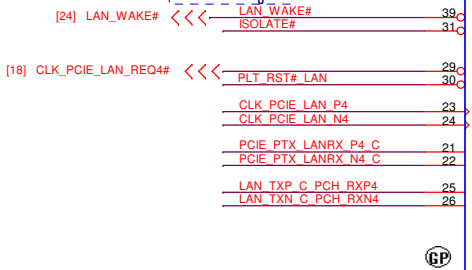 [24] LAN_WAKE# LAN_WAKE# 39
ISOLATE# 31
[18] CLK_PCIE_LAN_REQ4# 29
PLT_RST#_LAN 30
CLK_PCIE_LAN_P4 23
CLK_PCIE_LAN_N4 24
PCIE_PTX_LANRX_P4_C 21
PCIE_PTX_LANRX_N4_C 22
LAN_TXP_C_PCH_RXP4 25
LAN_TXN_C_PCH_RXN4 26
GP